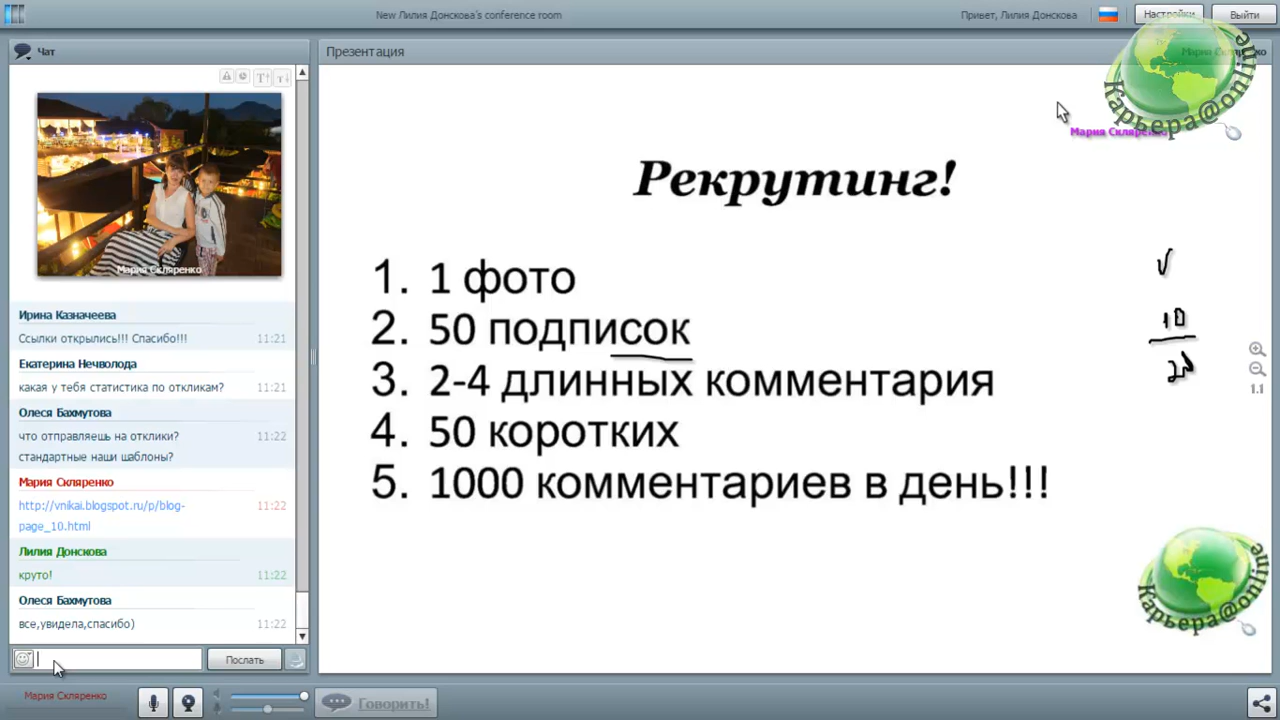 New Лилия Донскова's conference room
Привет, Лилия Донскова
Настройки
Выйти
Чат
Мария Скляренко
Ирина Казначеева
Ссылки открылись!!! Спасибо!!!
11:21
Екатерина Нечволода
какая у тебя статистика по откликам?
11:21
Олеся Бахмутова
что отправляешь на отклики?
11:22
стандартные наши шаблоны?
Мария Скляренко
http://vnikai.blogspot.ru/p/blog-
11:22
page_10.html
Лилия Донскова
круто!
11:22
Олеся Бахмутова
все,увидела,спасибо)
11:22
Послать
Мария Скляренко
Говорить!
Презентация
Мария Скляренко
Карьера@online
Мария Скляренко
Рекрутинг!
1. 1 фото
2. 50 подписок
3. 2-4 длинных комментария
4. 50 коротких
5. 1000 комментариев в день!!!
10
1:1
Карьера@online